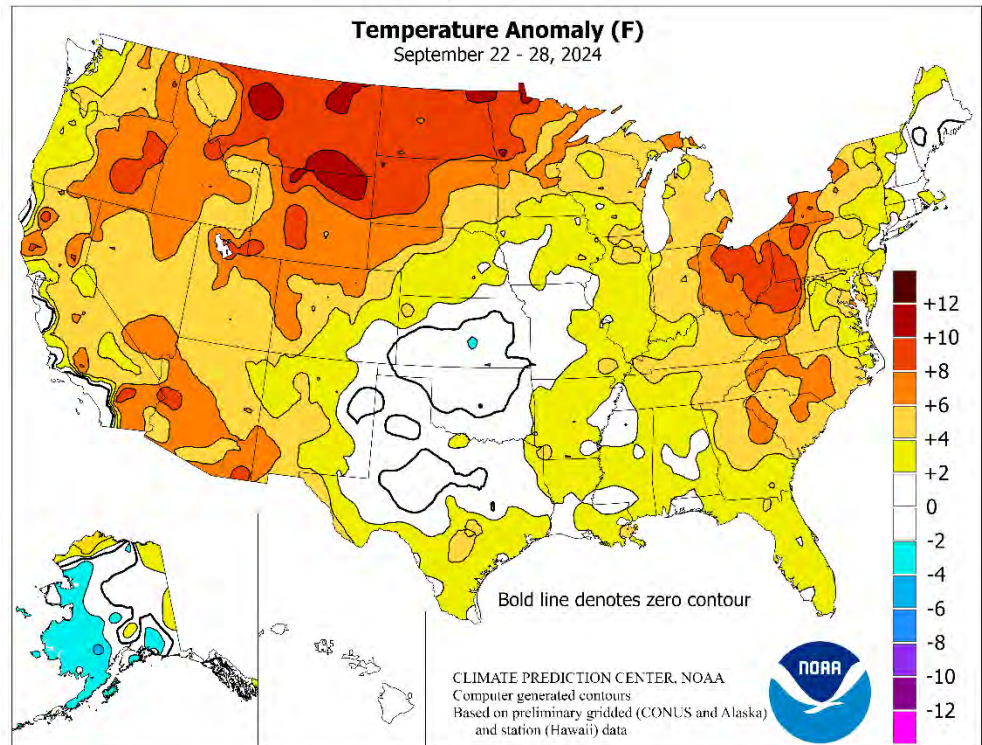 Temperature Anomaly (F)
September 22 - 28, 2024
+12
+10
+8
+6
+4
+2
0
-2
-4
-6
-8
-10
-12
Bold line denotes zero contour
CLIMATE PREDICTION CENTER, NOAA
Computer generated contours
Based on preliminary gridded (CONUS and Alaska)
and station (Hawaii) data
NOAA